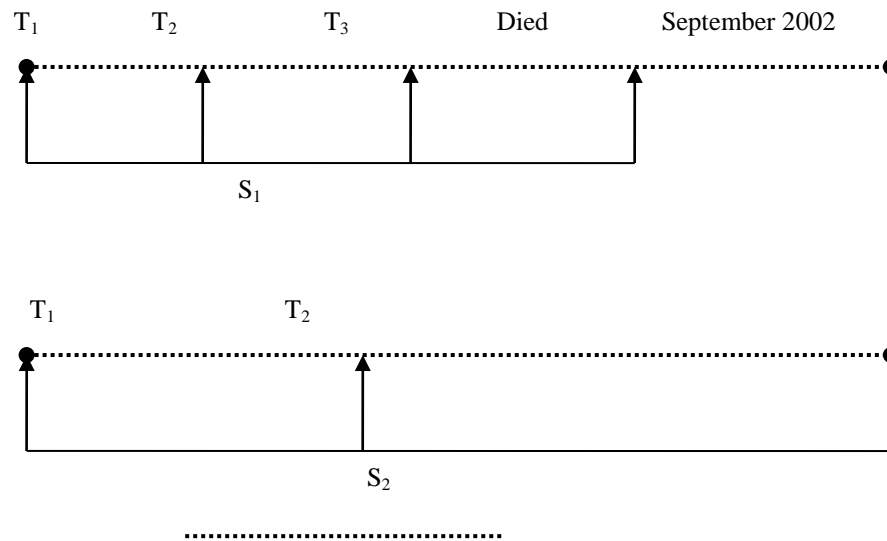 T₁ T₂ T₃ Died September 2002
S₁
T₁ T₂
S₂